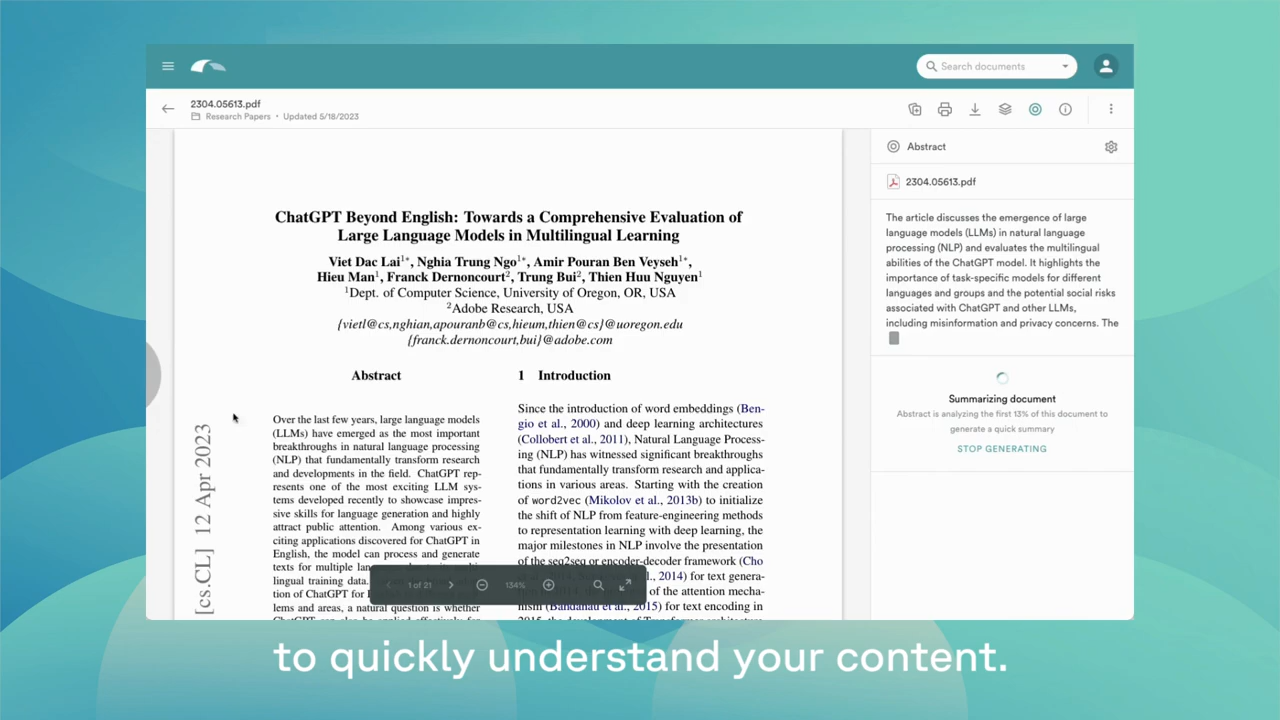 Search documents
2304.05613.pdf
Research Papers • Updated 5/18/2023
Abstract
2304.05613.pdf
The article discusses the emergence of large
language models (LLMs) in natural language
processing (NLP) and evaluates the multilingual
abilities of the ChatGPT model. It highlights the
importance of task-specific models for different
languages and groups and the potential social risks
associated with ChatGPT and other LLMs,
including misinformation and privacy concerns. The
Summarizing document
Abstract is analyzing the first 13% of this document to
generate a quick summary
STOP GENERATING
ChatGPT Beyond English: Towards a Comprehensive Evaluation of
Large Language Models in Multilingual Learning
Viet Dac Lai1∗, Nghia Trung Ngo1∗, Amir Pouran Ben Veyseh1∗,
Hieu Man1, Franck Dernoncourt2, Trung Bui2, Thien Huu Nguyen1
1Dept. of Computer Science, University of Oregon, OR, USA
2Adobe Research, USA
{vietl@cs,nghian,apouranb@cs,hieum,thien@cs}@uoregon.edu
{franck.dernoncourt,bui}@adobe.com
Abstract
Over the last few years, large language models
(LLMs) have emerged as the most important
breakthroughs in natural language processing
(NLP) that fundamentally transform research
and developments in the field. ChatGPT rep-
resents one of the most exciting LLM sys-
tems developed recently to showcase impres-
sive skills for language generation and highly
attract public attention. Among various ex-
citing applications discovered for ChatGPT in
English, the model can process and generate
texts for multiple
lingual training data.
tion of ChatGPT for
lems and areas, a natural question is whether
1 Introduction
Since the introduction of word embeddings (Ben-
gio et al., 2000) and deep learning architectures
(Collobert et al., 2011), Natural Language Process-
ing (NLP) has witnessed significant breakthroughs
that fundamentally transform research and applica-
tions in various areas. Starting with the creation
of word2vec (Mikolov et al., 2013b) to initialize
the shift of NLP from feature-engineering methods
to representation learning with deep learning, the
major milestones in NLP involve the presentation
of the seq2seq or encoder-decoder framework (Cho
2014) for text genera-
of the attention mecha-
nism (Bahdanau et al., 2015) for text encoding in
[cs.CL] 12 Apr 2023
1 of 21
134%
to quickly understand your content.